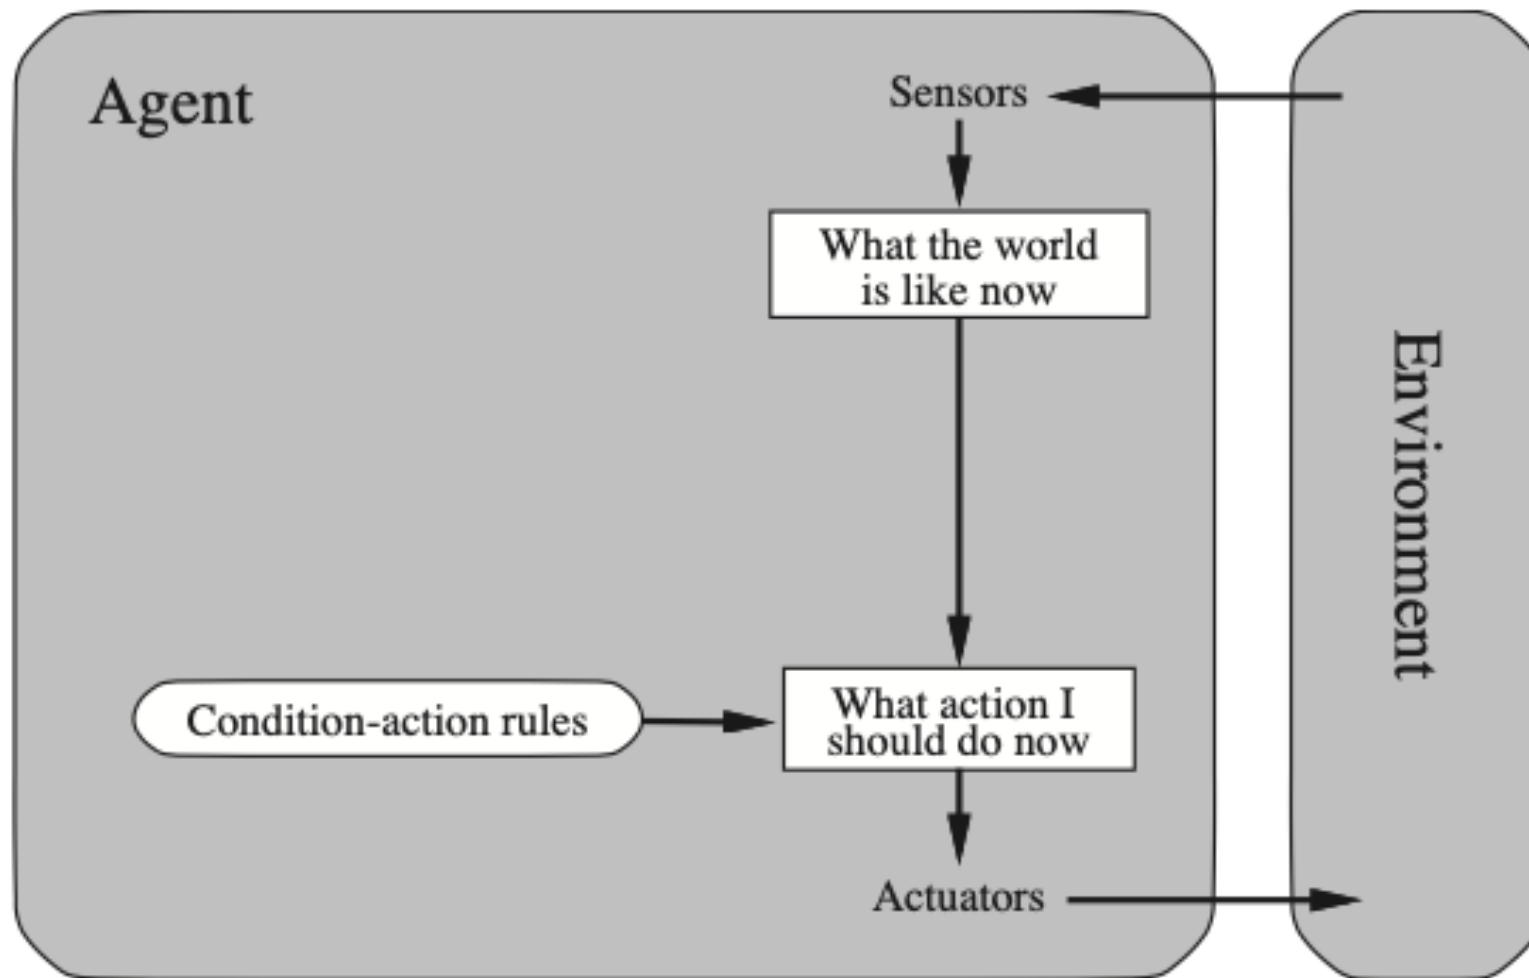 Agent
Sensors
What the world
is like now
Environment
Condition-action rules
What action I
should do now
Actuators